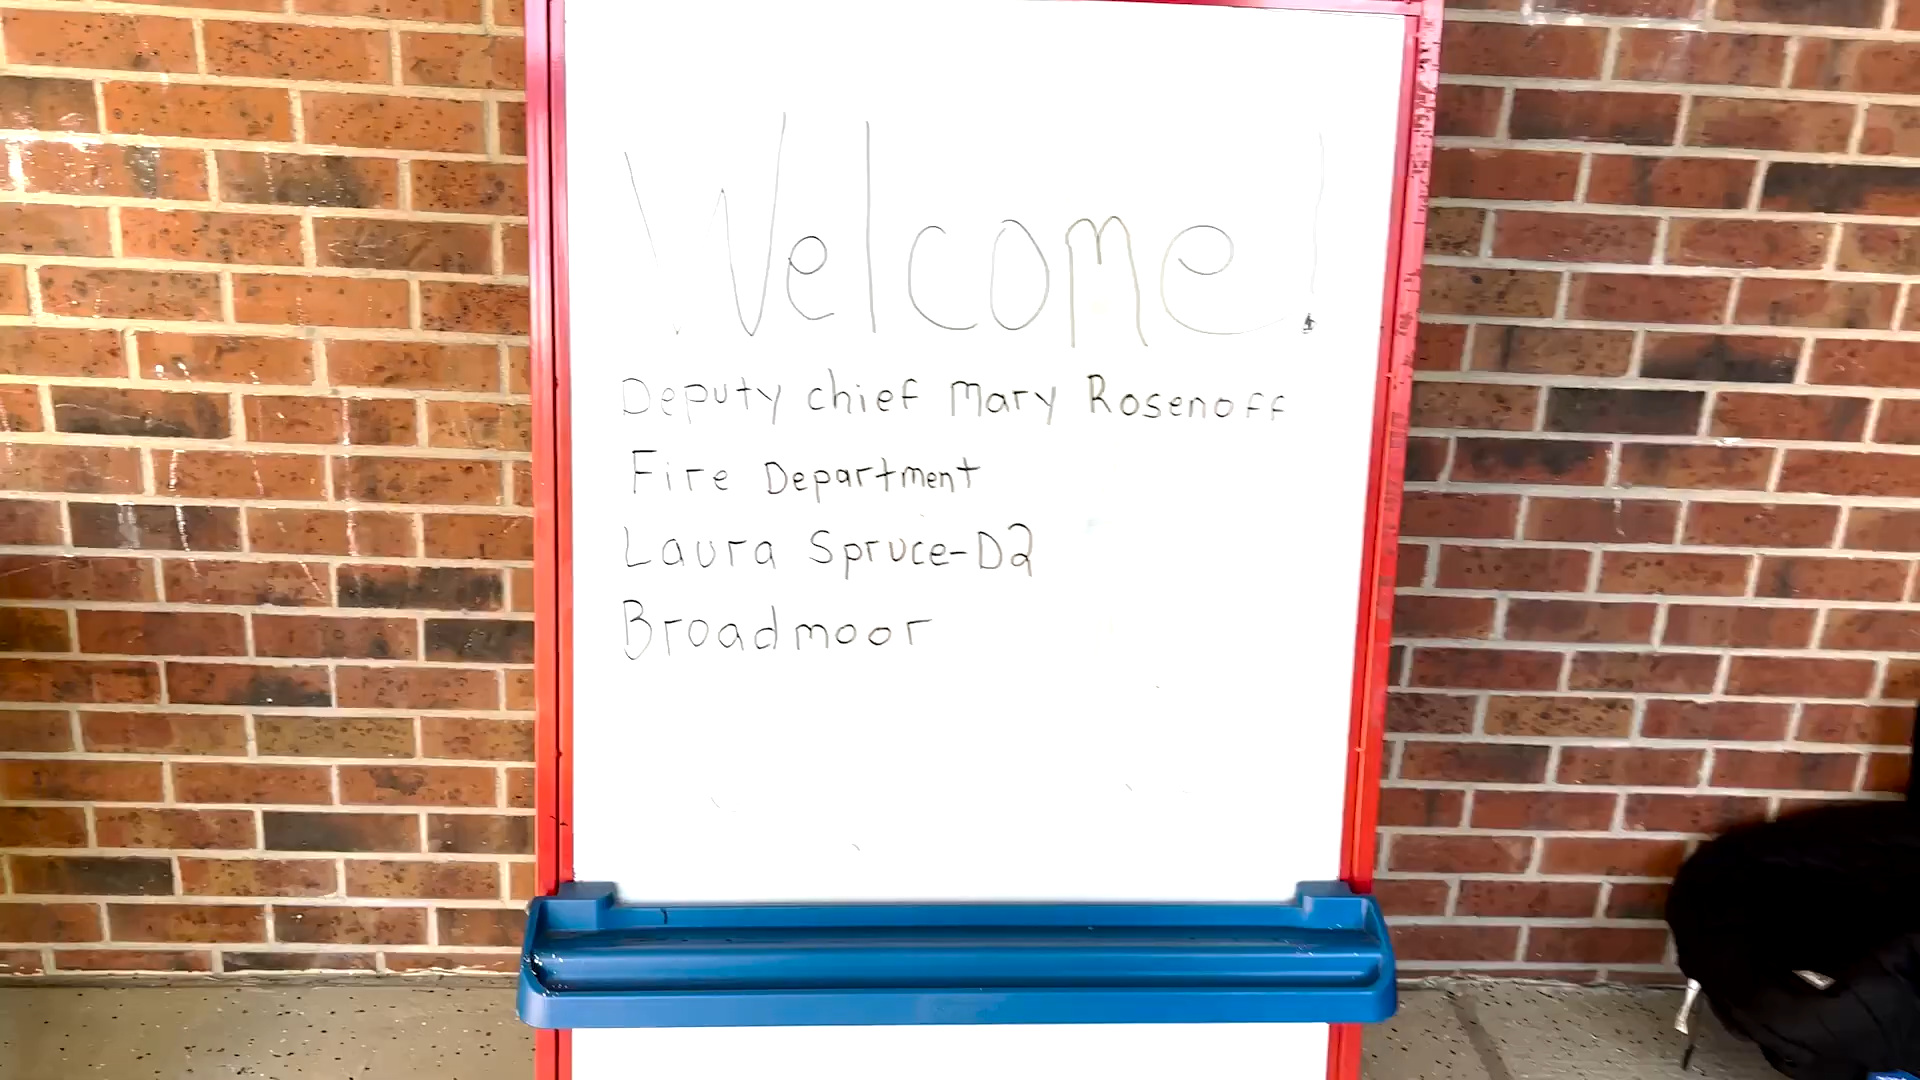 Welcome!
Deputy chief Mary Rosenoff
Fire Department
Laura Spruce-D2
Broadmoor